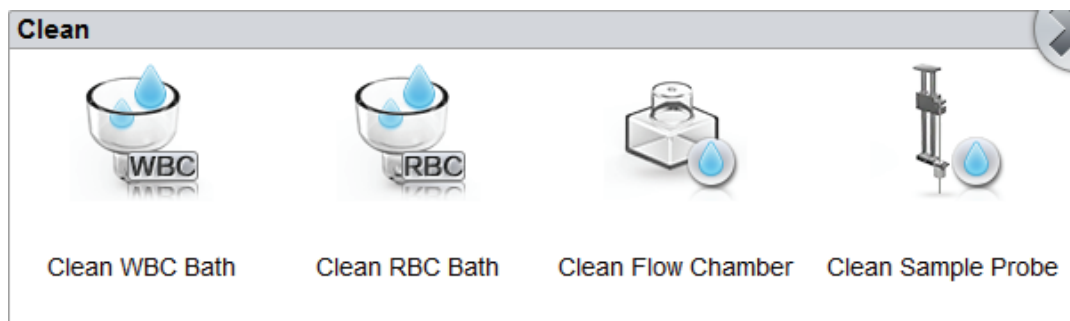 Clean
WBC
RBC
Clean WBC Bath
Clean RBC Bath
Clean Flow Chamber
Clean Sample Probe